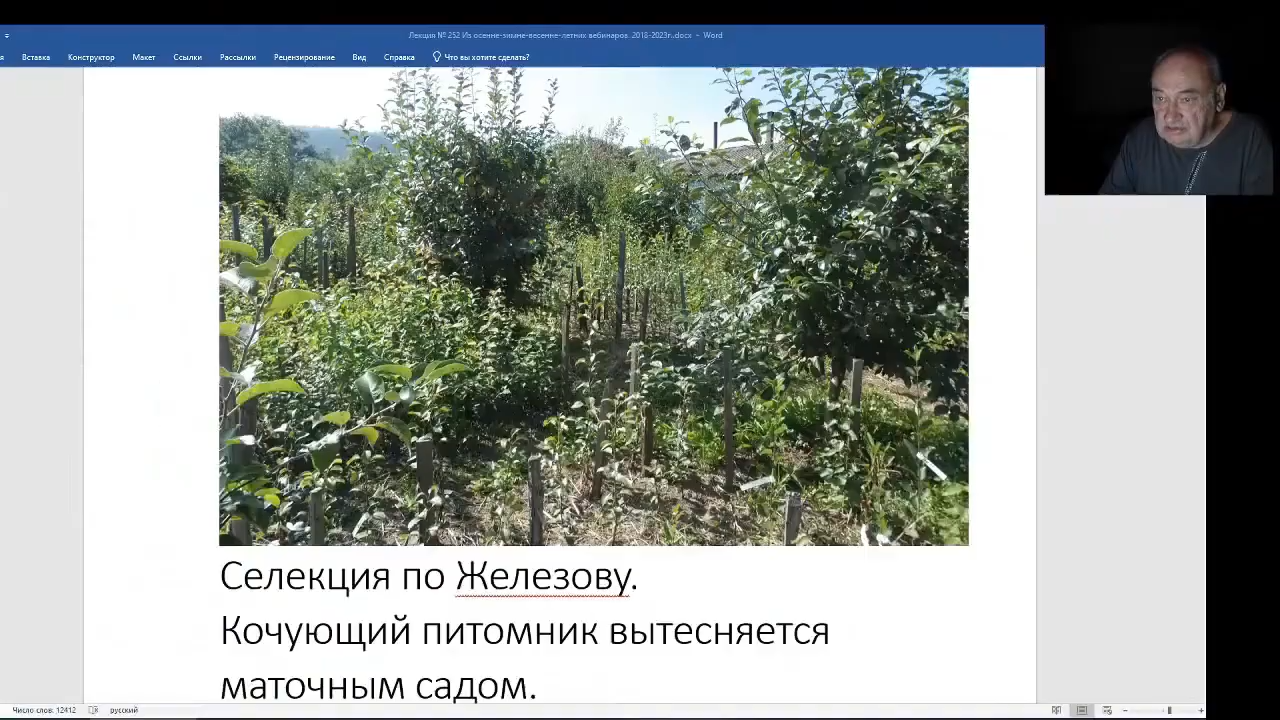 Лекция № 252 Из осенне-зимне-весенне-летних вебинаров. 2018-2023гг.docx - Word
Вставка Конструктор Макет Ссылки Рассылки Рецензирование Вид Справка Что вы хотите сделать?
Селекция по Железову.
Кочующий питомник вытесняется
маточным садом.
Число слов: 12412 русский